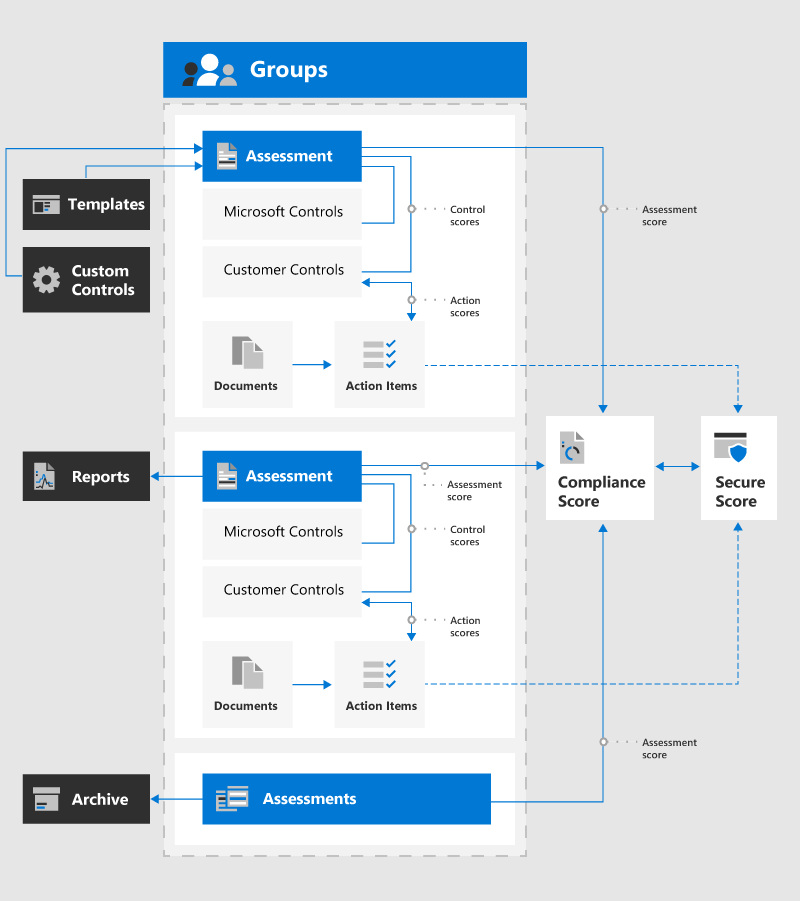 Groups
Assessment
Templates
Microsoft Controls
Control
scores
Assessment
score
Custom
Controls
Customer Controls
Action
scores
Documents
Action Items
Reports
Assessment
Assessment
score
Compliance
Score
Secure
Score
Microsoft Controls
Control
scores
Customer Controls
Action
scores
Documents
Action Items
Assessment
score
Archive
Assessments